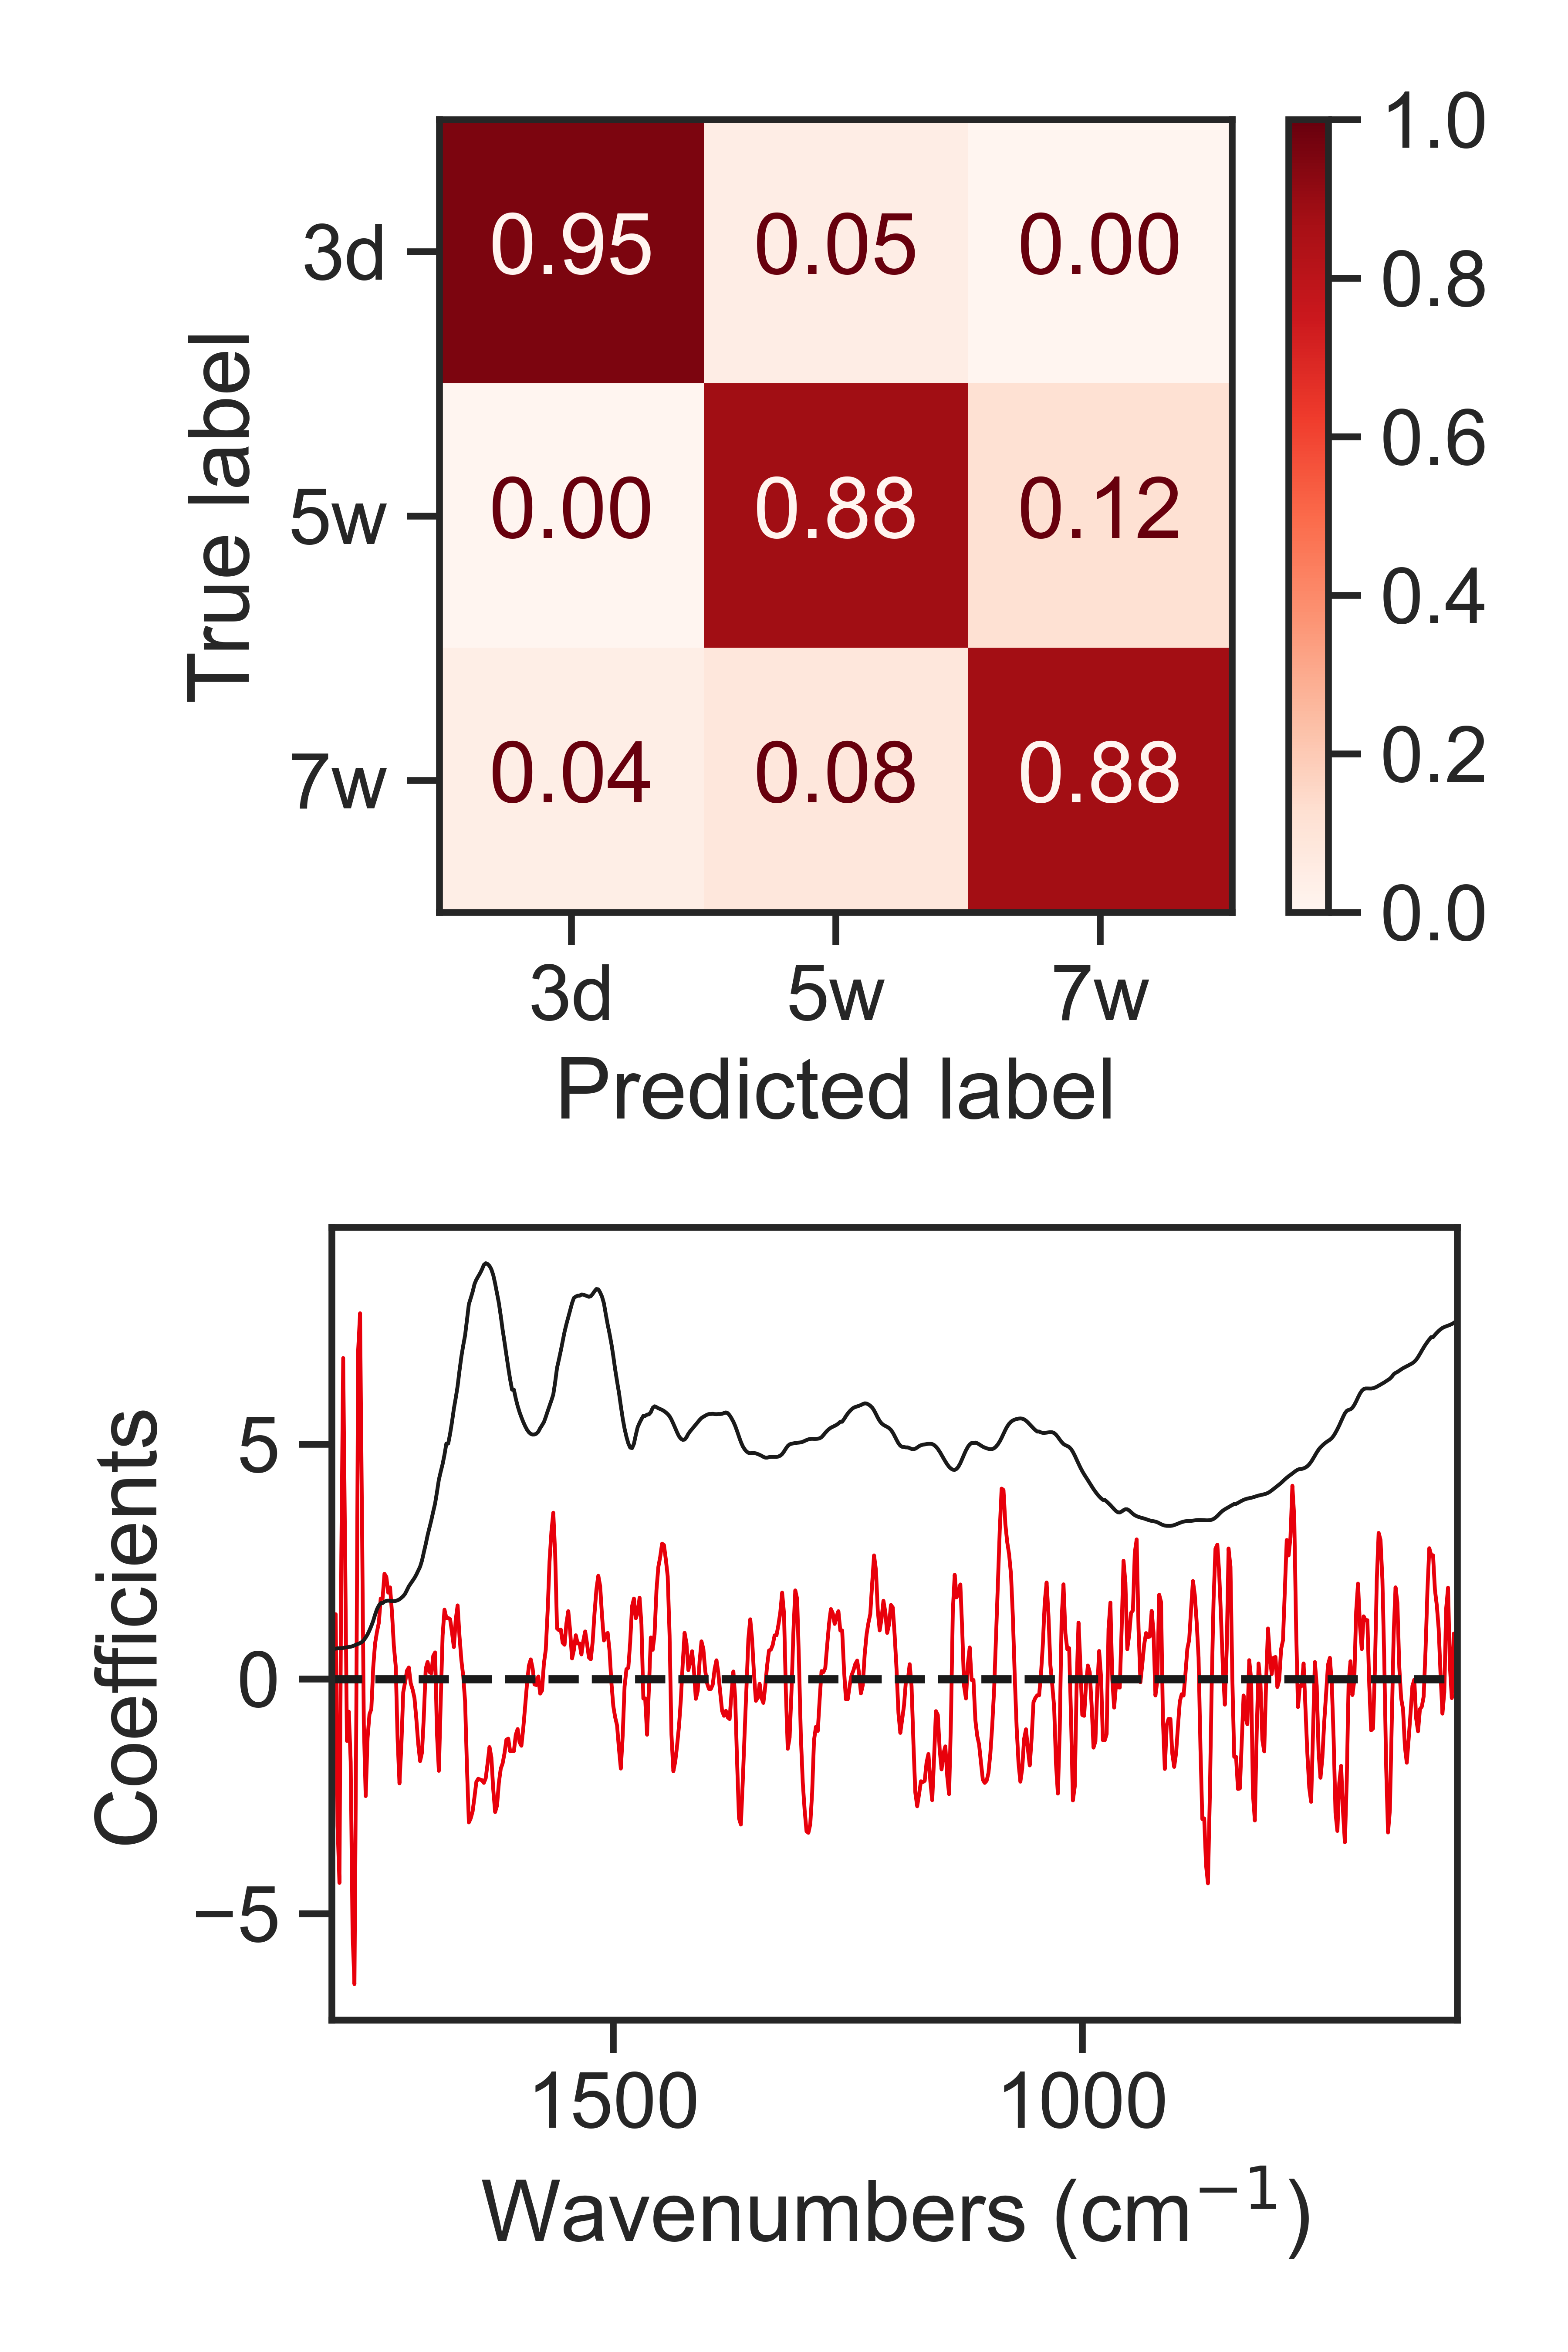 1.0
0.8
0.6
0.4
0.2
0.0
True label
3d 0.95 0.05 0.00
5w 0.00 0.88 0.12
7w 0.04 0.08 0.88
3d 5w 7w
Predicted label
Coefficients
5
0
−5
1500 1000
Wavenumbers (cm⁻¹)